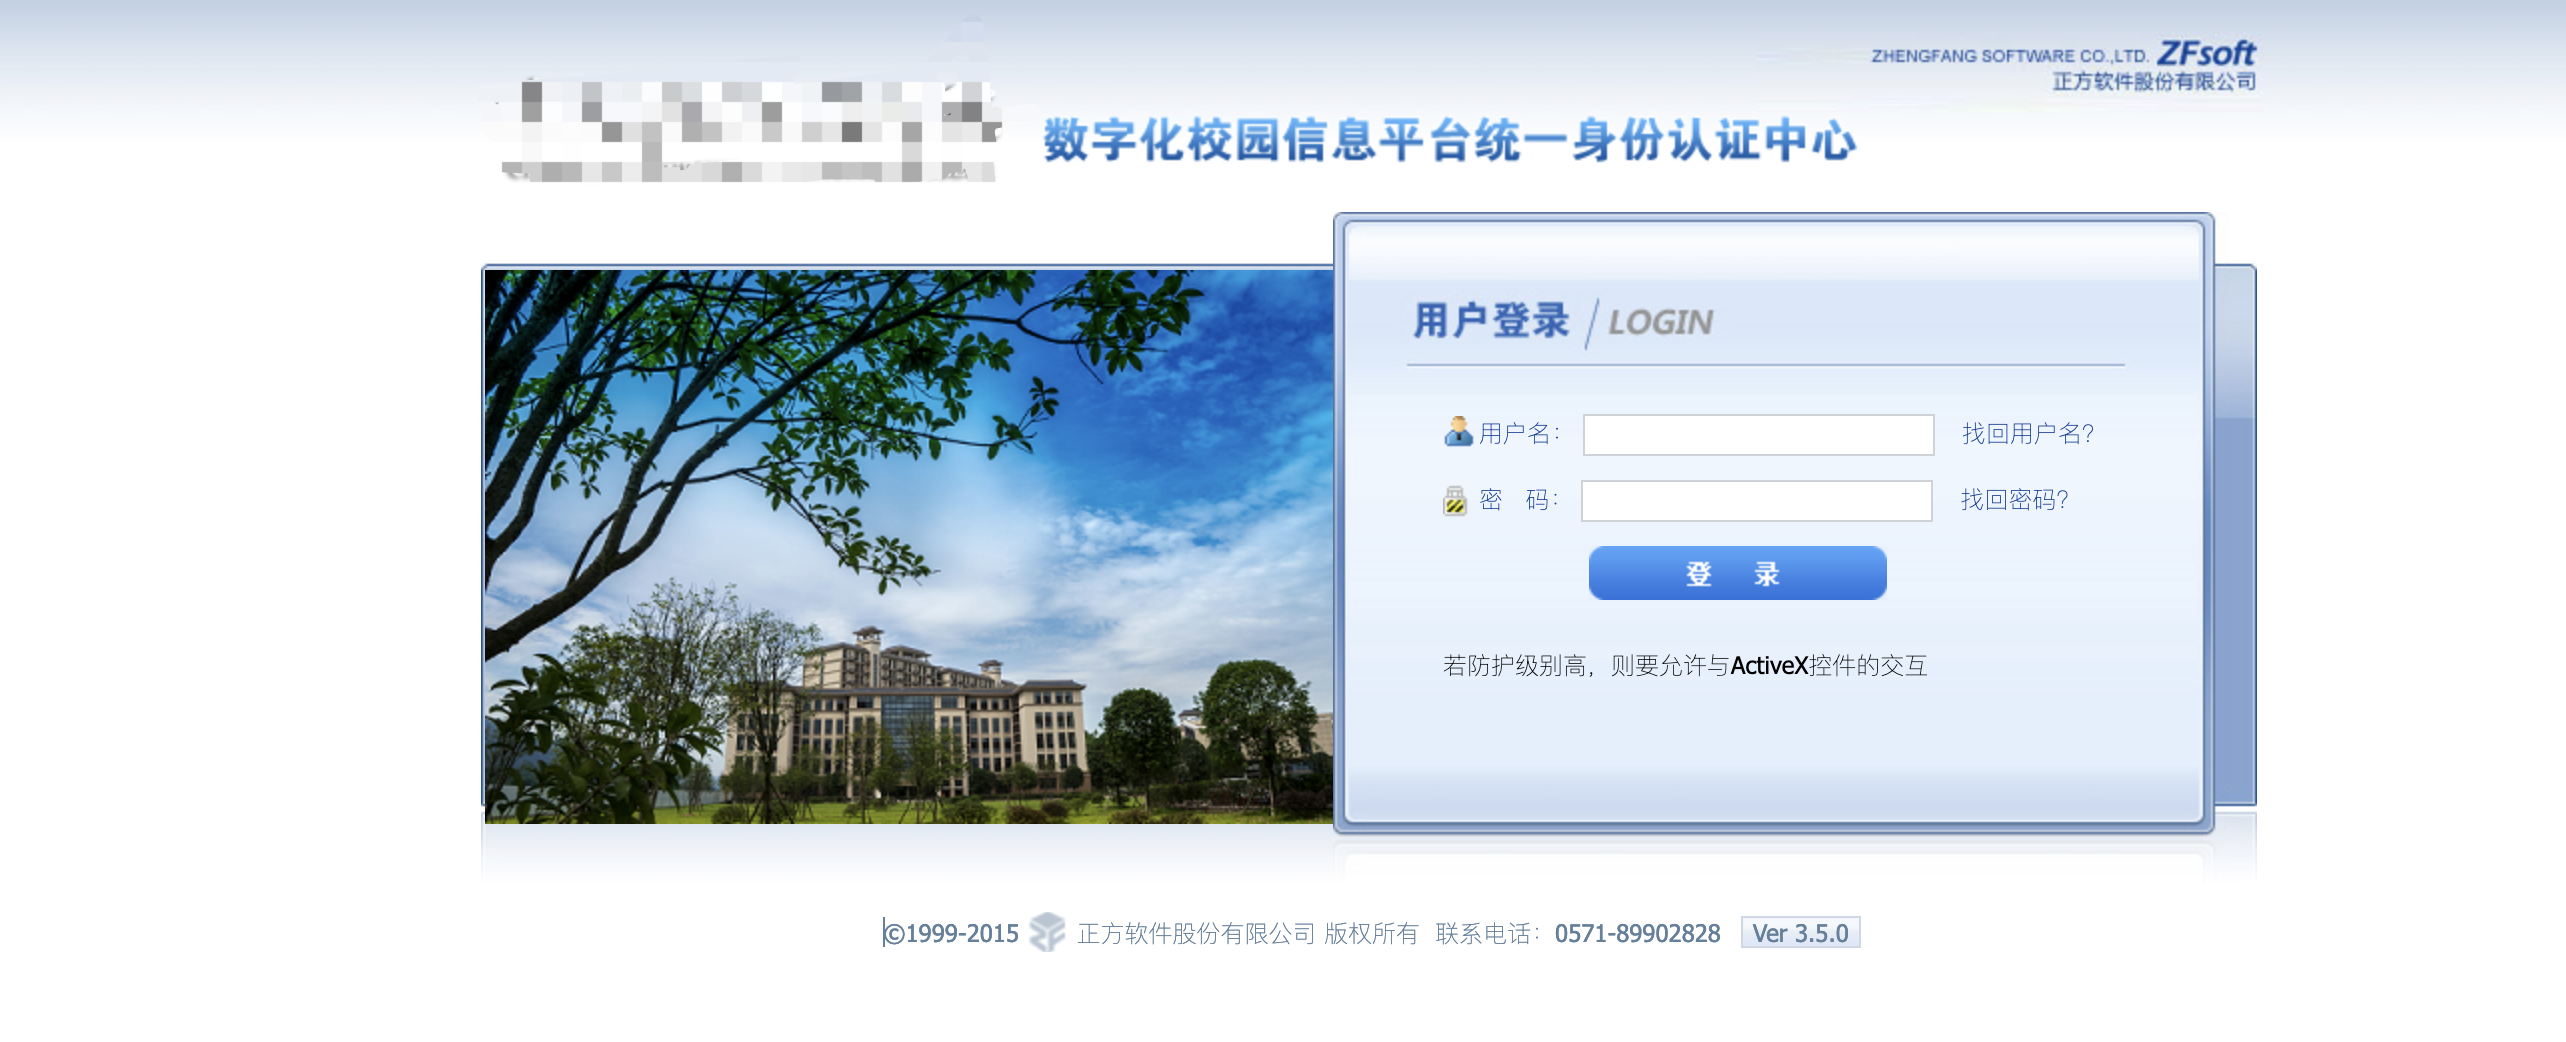 ZHENGFANG SOFTWARE CO.,LTD. ZFsoft
正方软件股份有限公司
数字化校园信息平台统一身份认证中心
用户登录 / LOGIN
用户名： 找回用户名?
密 码： 找回密码?
登 录
若防护级别高，则要允许与ActiveX控件的交互
©1999-2015 正方软件股份有限公司 版权所有 联系电话：0571-89902828 Ver 3.5.0